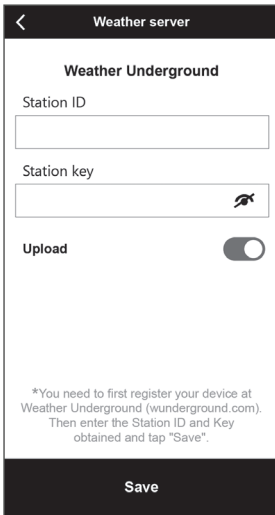 Weather server
Weather Underground
Station ID
Station key
Upload
*You need to first register your device at
Weather Underground (wunderground.com).
Then enter the Station ID and Key
obtained and tap "Save".
Save